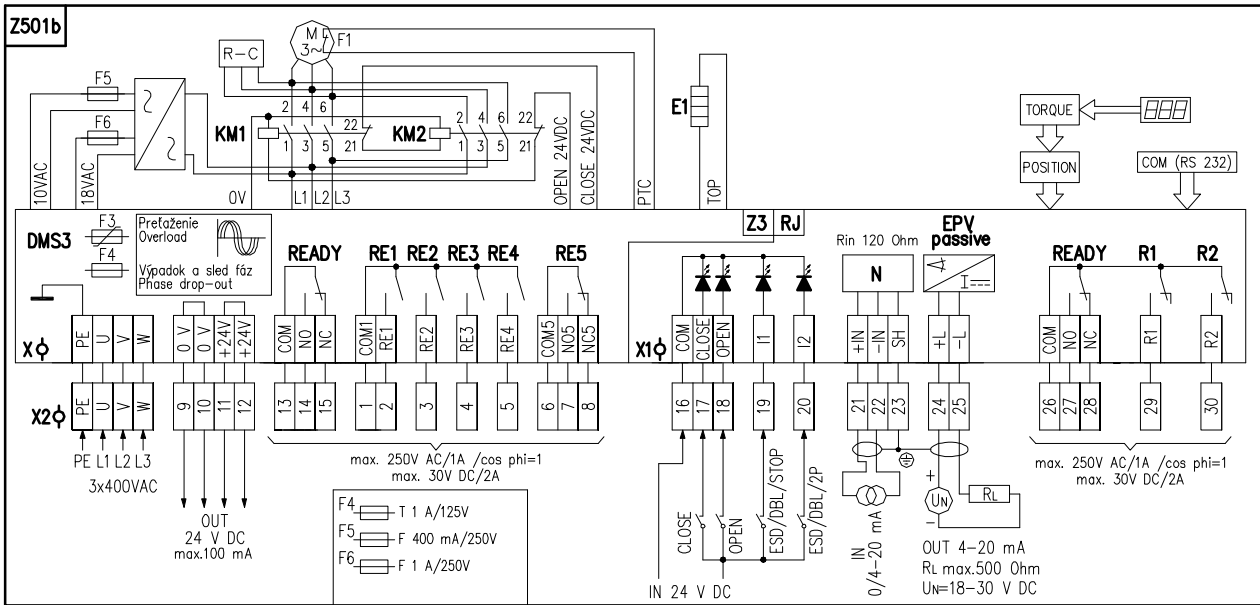 Z501b
M
3~
F1
R-C
F5
F6
2 4 6
KM1
22
1 3 5 21
KM2
2 4 6 22
1 3 5 21
E1
TORQUE
POSITION
COM (RS 232)
10VAC
18VAC
0V
L1 L2 L3
OPEN 24VDC
CLOSE 24VDC
PTC
TOP
DMS3
F3
F4
Preťaženie
Overload
Výpadok a sled fáz
Phase drop-out
READY
RE1 RE2 RE3 RE4
RE5
Z3 RJ
Rin 120 Ohm
N
EPV
passive
I
READY
R1
R2
X
PE U V W
0 V 0 V +24V +24V
COM NO NC
COM1 RE1 RE2 RE3 RE4
COM5 NO5 NC5
X1
COM CLOSE OPEN I1 I2
+IN -IN SH
+L -L
COM NO NC R1 R2
X2
PE U V W
9 10 11 12
13 14 15
1 2 3 4 5
6 7 8
16 17 18 19 20
21 22 23
24 25
26 27 28 29 30
PE L1 L2 L3
3x400VAC
OUT
24 V DC
max.100 mA
max. 250V AC/1A /cos phi=1
max. 30V DC/2A
F4 T 1 A/125V
F5 F 400 mA/250V
F6 F 1 A/250V
CLOSE
OPEN
ESD/DBL/STOP
ESD/DBL/2P
IN 24 V DC
IN
0/4-20 mA
+
UN
-
RL
OUT 4-20 mA
RL max.500 Ohm
UN=18-30 V DC
max. 250V AC/1A /cos phi=1
max. 30V DC/2A